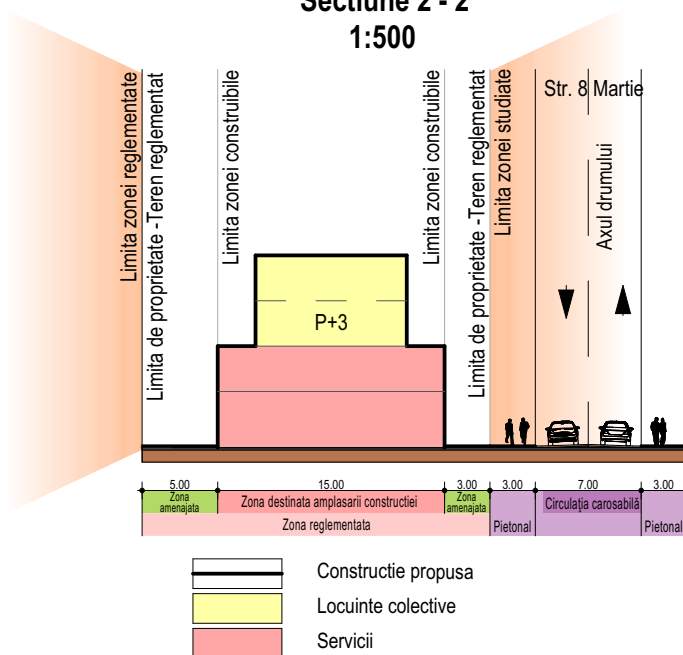 Sectiune 2 - 2
1:500
Limita zonei reglementate
Limita de proprietate -Teren reglementat
Limita zonei construibile
Limita zonei construibile
Limita de proprietate -Teren reglementat
Limita zonei studiate
Str. 8 Martie
Axul drumului
P+3
5.00 15.00 3.00 3.00 7.00 3.00
Zona amenajata
Zona destinata amplasarii constructiei
Zona amenajata
Circulația carosabilă
Zona reglementata
Pietonal
Pietonal
Constructie propusa
Locuinte colective
Servicii